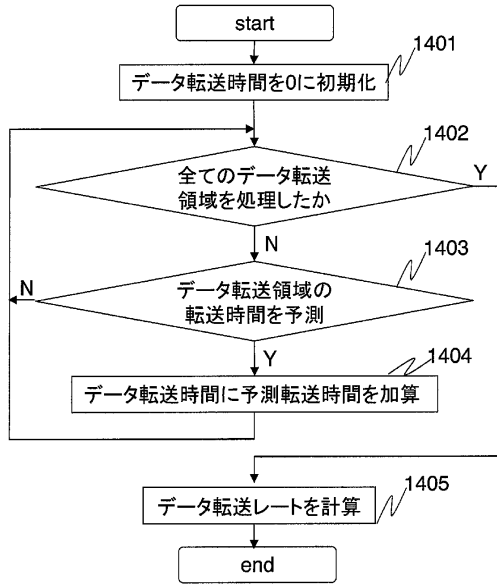 start
1401
データ転送時間を0に初期化
1402
全てのデータ転送
領域を処理したか
Y
N
1403
N
データ転送領域の
転送時間を予測
Y
1404
データ転送時間に予測転送時間を加算
1405
データ転送レートを計算
end